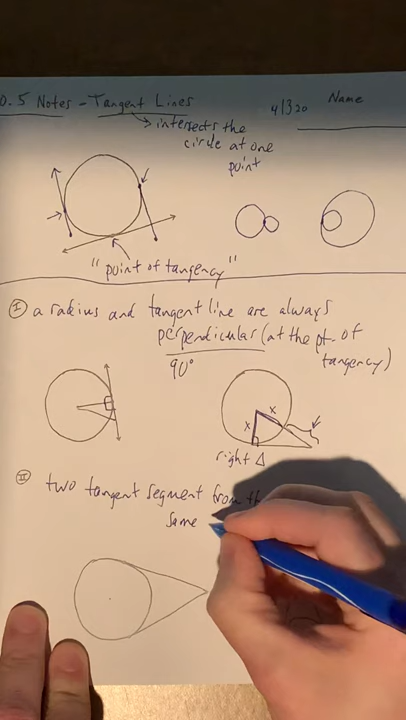 0.5 Notes - Tangent Lines
4/3 20
Name
intersects the
circle at one
point
"point of tangency"
I a radius and tangent line are always
perpendicular (at the pt. of
tangency)
90°
x
x
right Δ
II two tangent segment from th
same